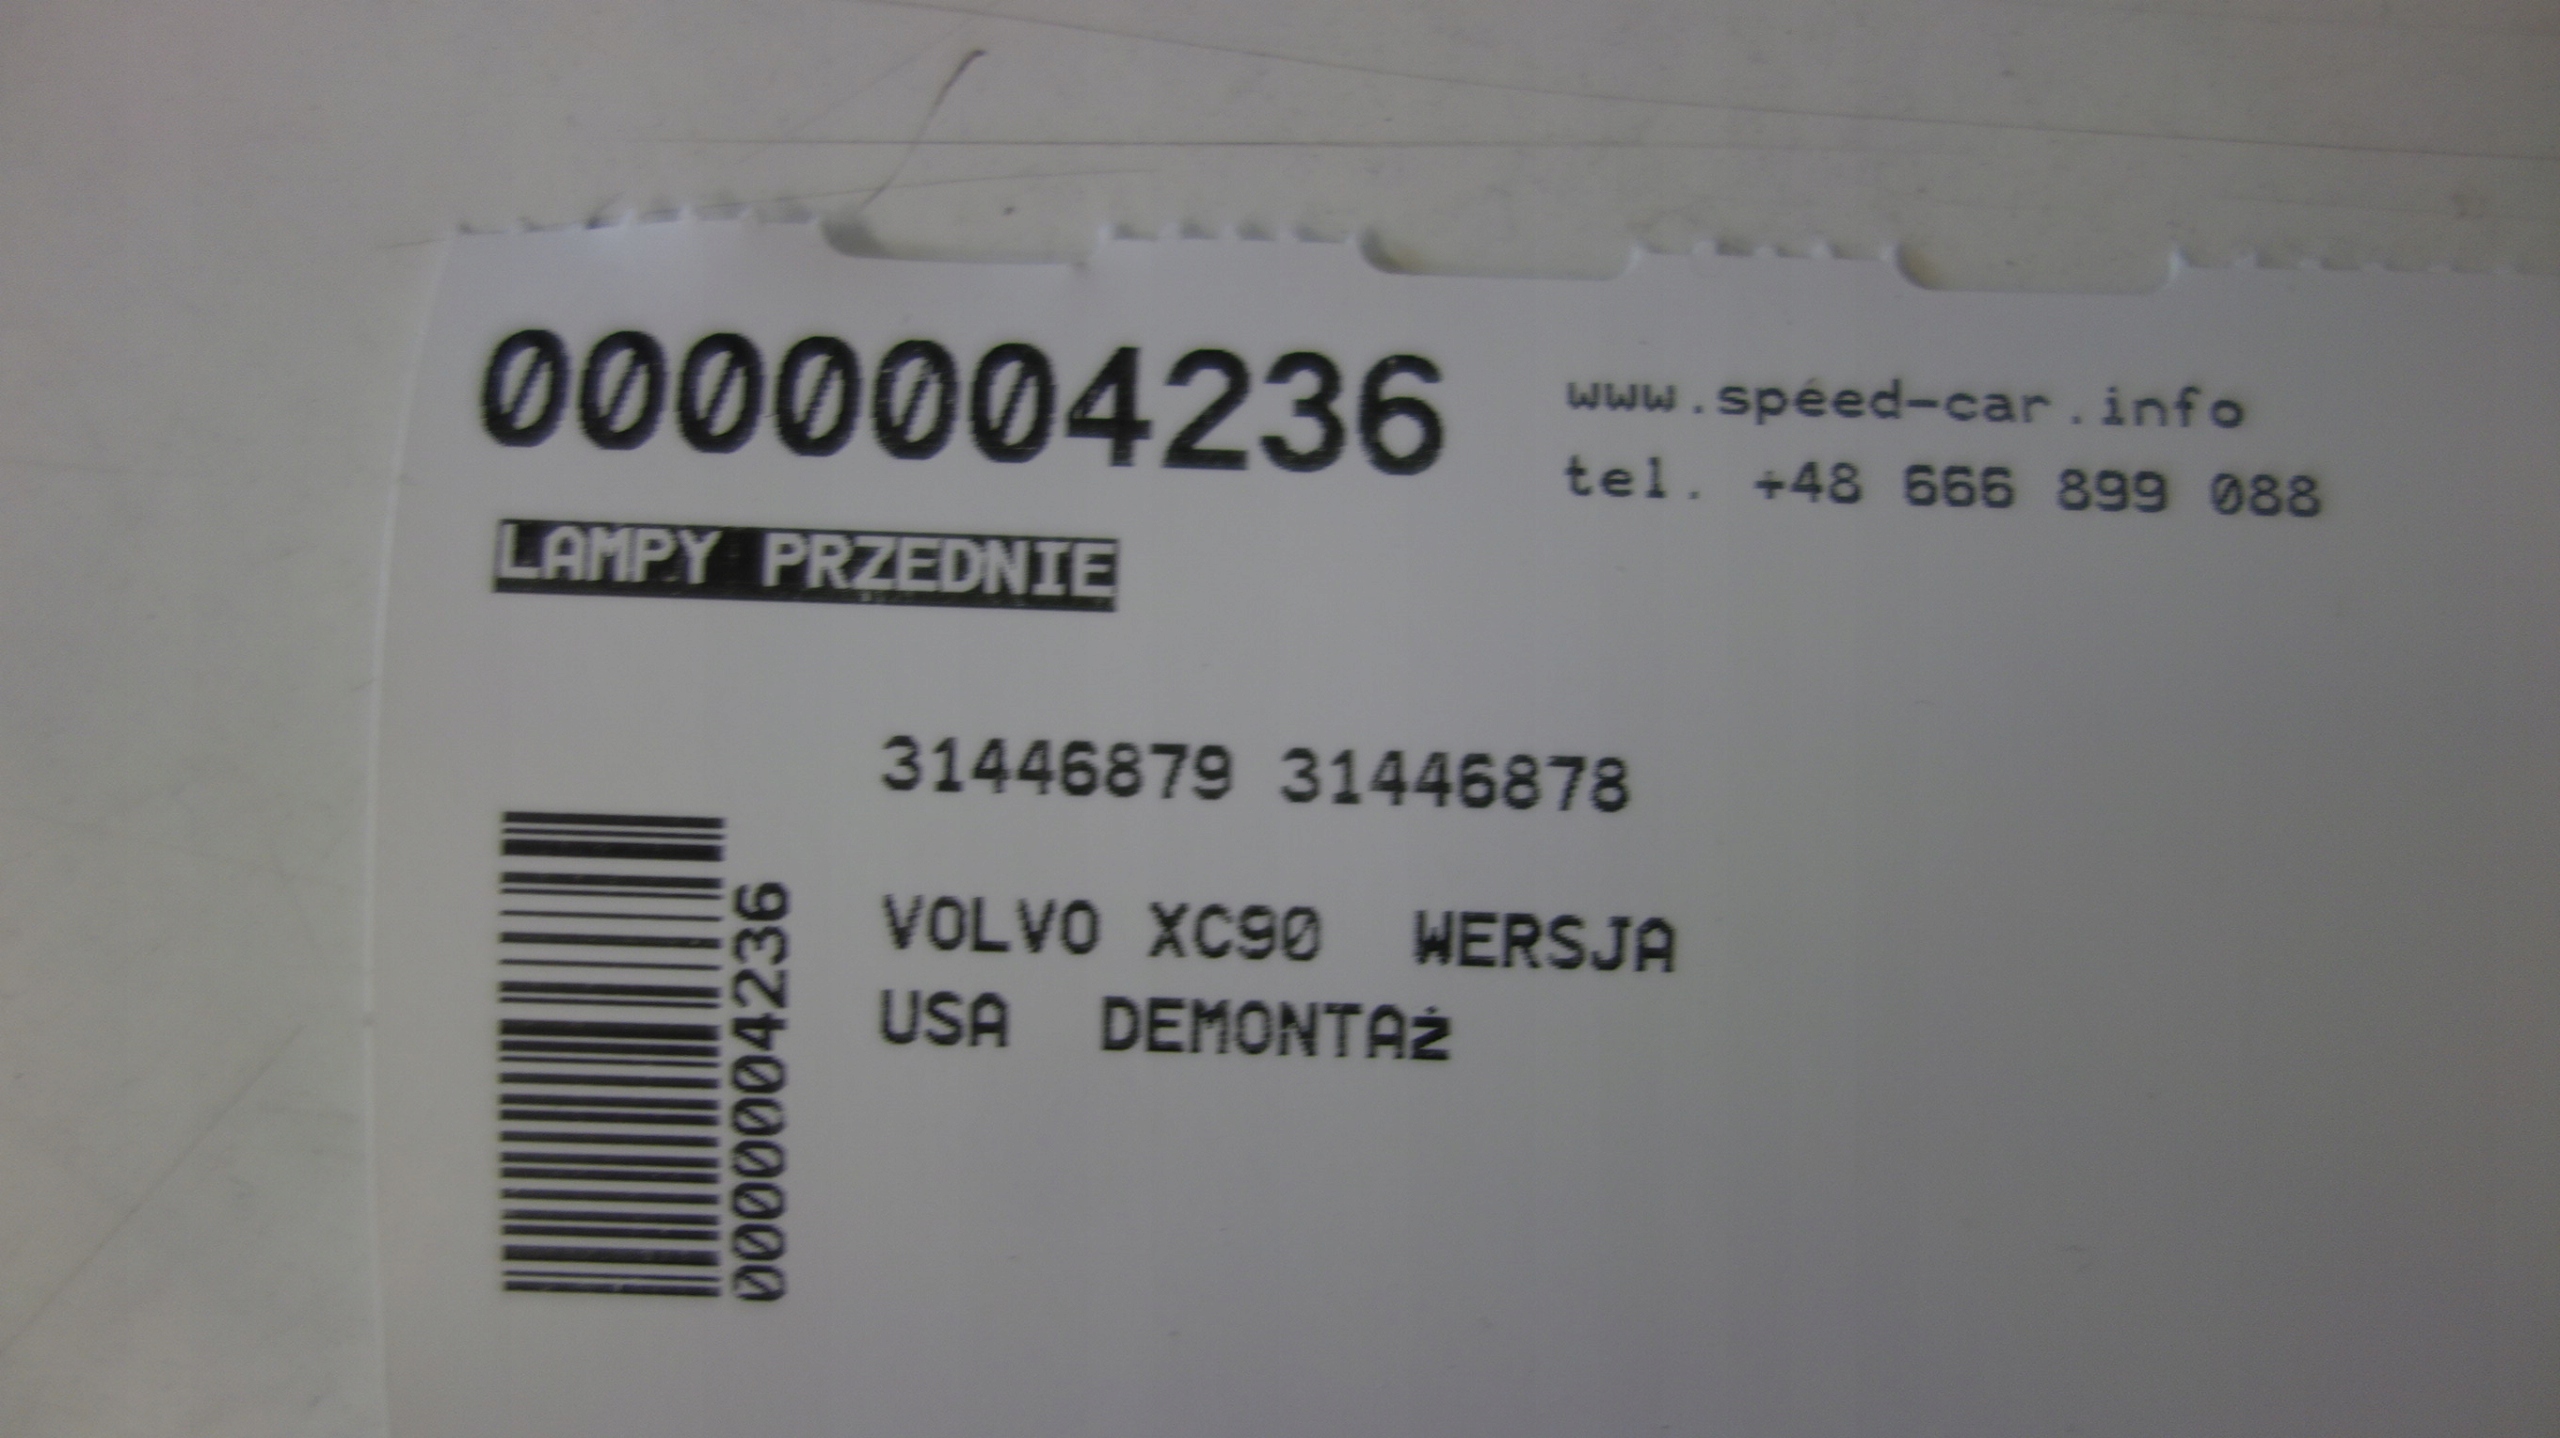 0000004236
www.speed-car.info
tel. +48 666 899 088
LAMPY PRZEDNIE
31446879 31446878
VOLVO XC90 WERSJA
USA DEMONTAż
0000004236